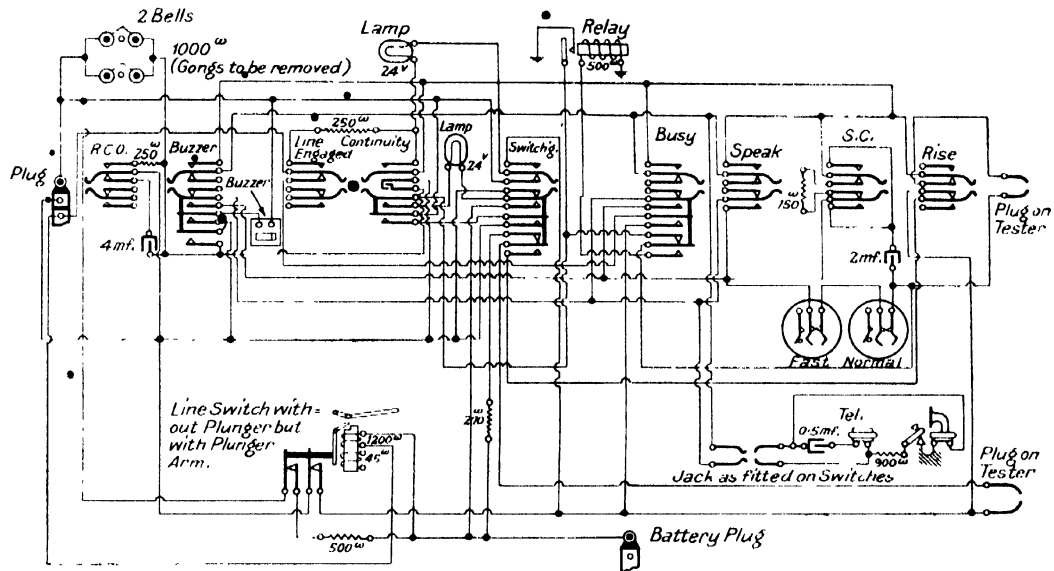 2 Bells
1000ω
(Gongs to be removed)
Lamp
24v
Relay
500ω
250ω
Continuity
Line
Engaged
Lamp
24v
R.C.O.
250ω
Buzzer
Buzzer
Switch'g.
Busy
Speak
S.C.
150ω
Rise
Plug
Plug on
Tester
4mf.
2mf.
Fast
Normal
Line Switch with=
out Plunger but
with Plunger
Arm.
1200ω
45ω
200ω
0.5mf.
Tel.
900ω
Jack as fitted on Switches
Plug on
Tester
500ω
Battery Plug